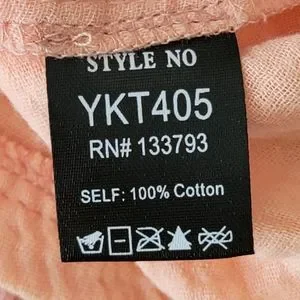 STYLE NO
YKT405
RN# 133793
SELF: 100% Cotton